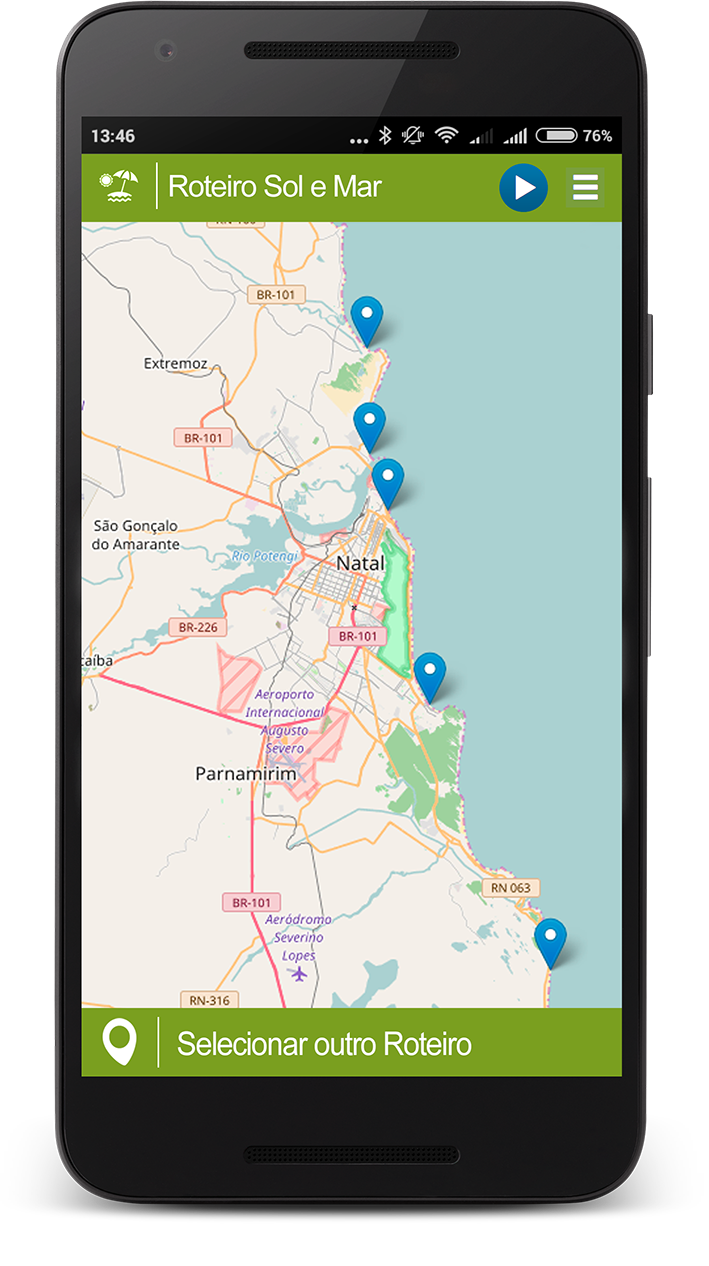 13:46
76%
Roteiro Sol e Mar
BR-101
Extremoz
BR-101
São Gonçalo
do Amarante
Rio Potengi
Natal
BR-226
BR-101
Aeroporto
Internacional
Augusto
Severo
Parnamirim
RN 063
BR-101
Aeródromo
Severino
Lopes
RN-316
Selecionar outro Roteiro